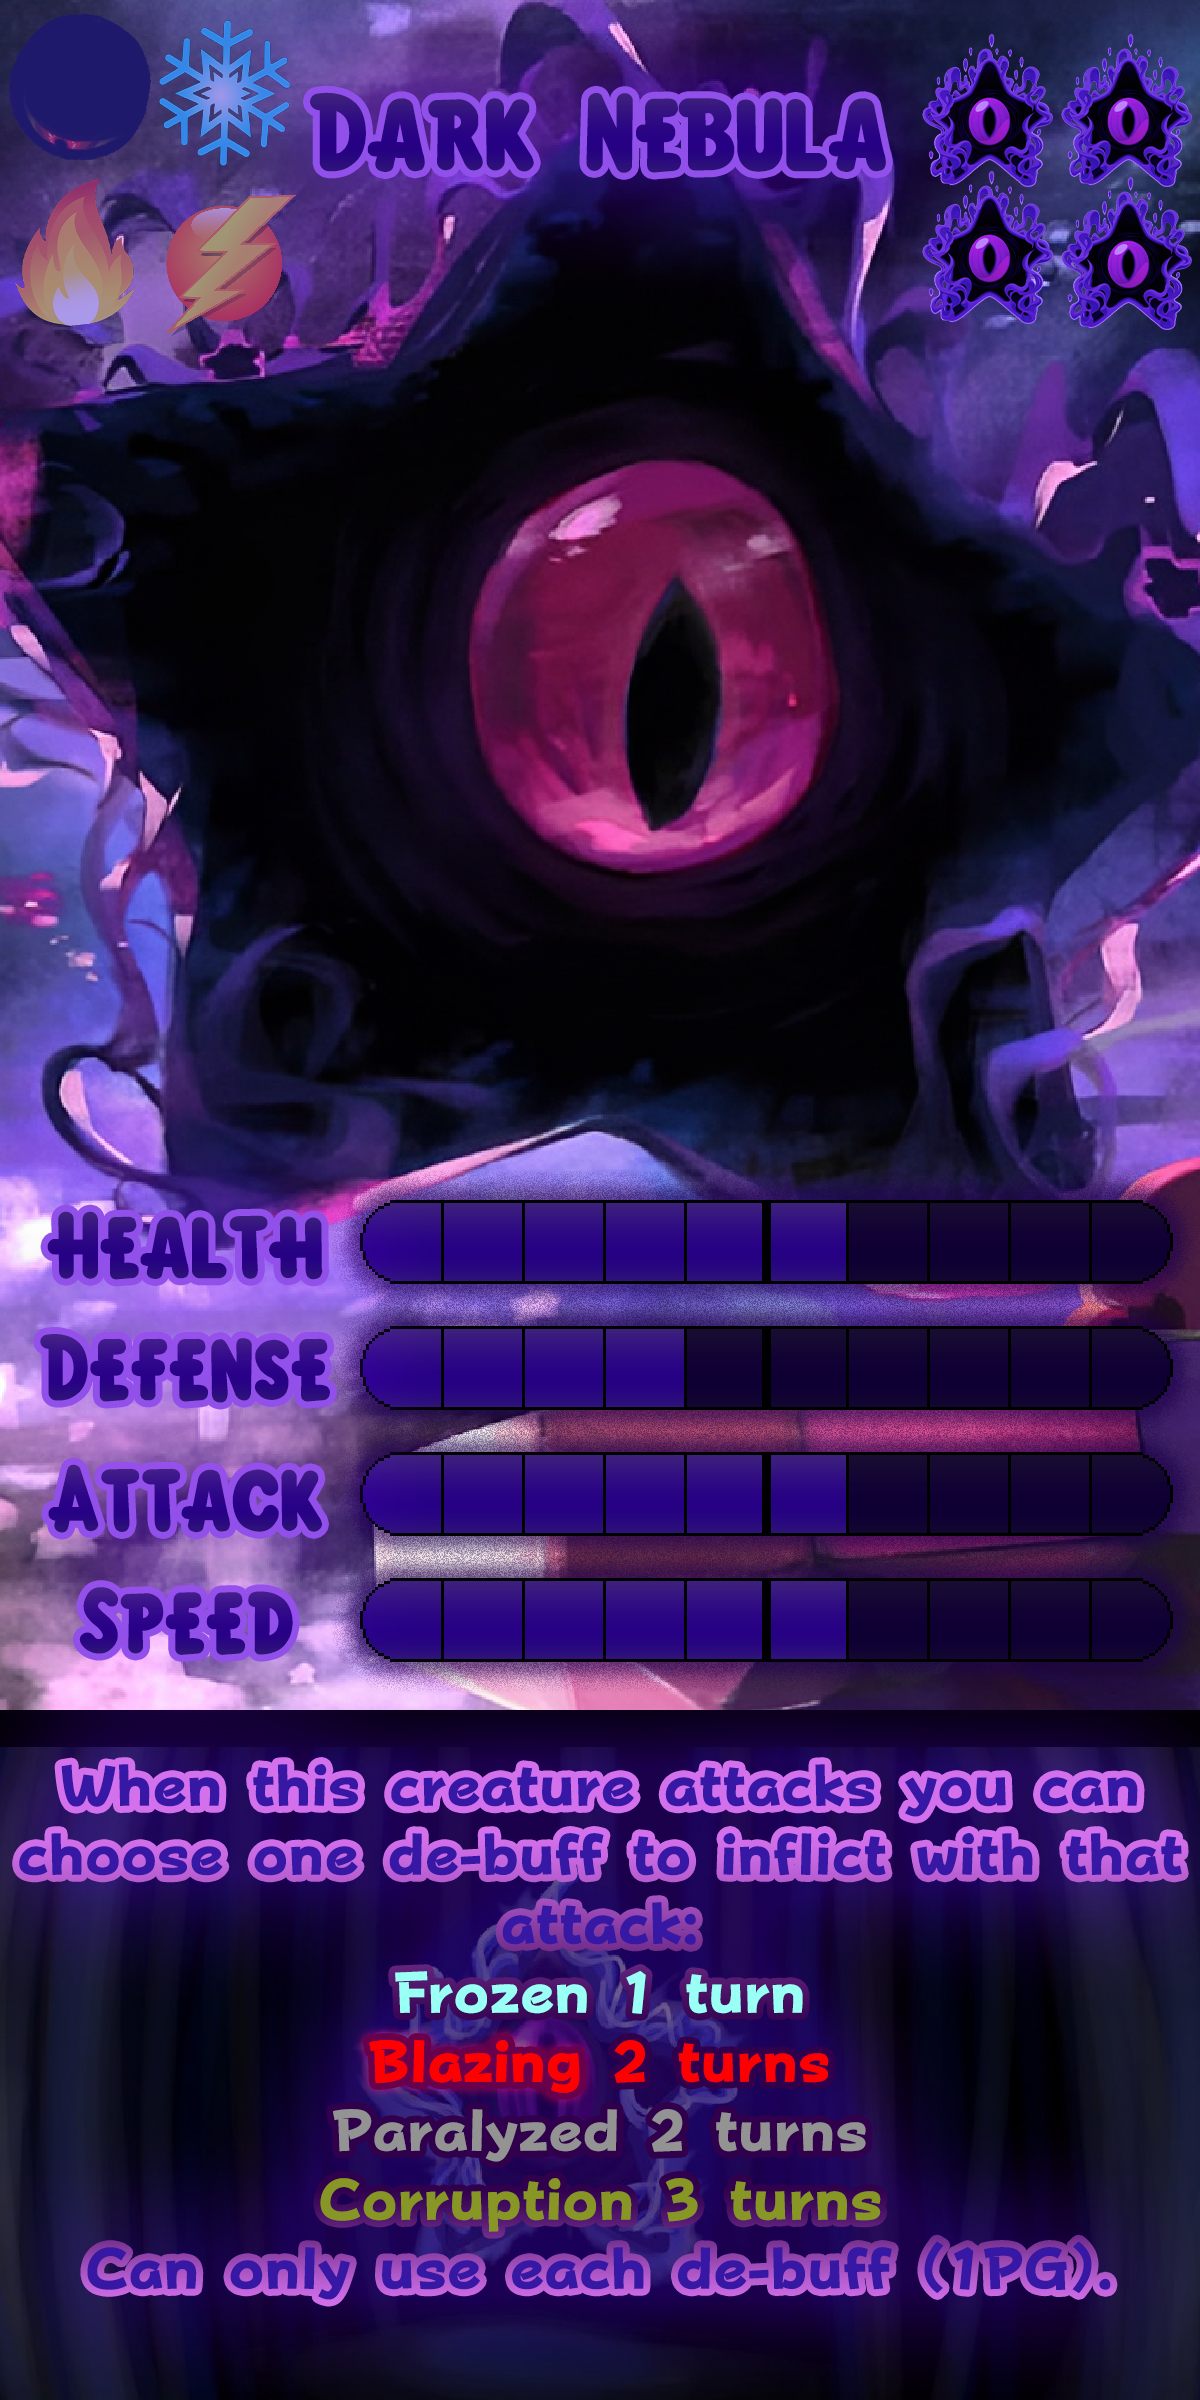 Dark Nebula
Health
Defense
Attack
Speed
When this creature attacks you can
choose one de-buff to inflict with that
attack:
Frozen 1 turn
Blazing 2 turns
Paralyzed 2 turns
Corruption 3 turns
Can only use each de-buff (1PG).